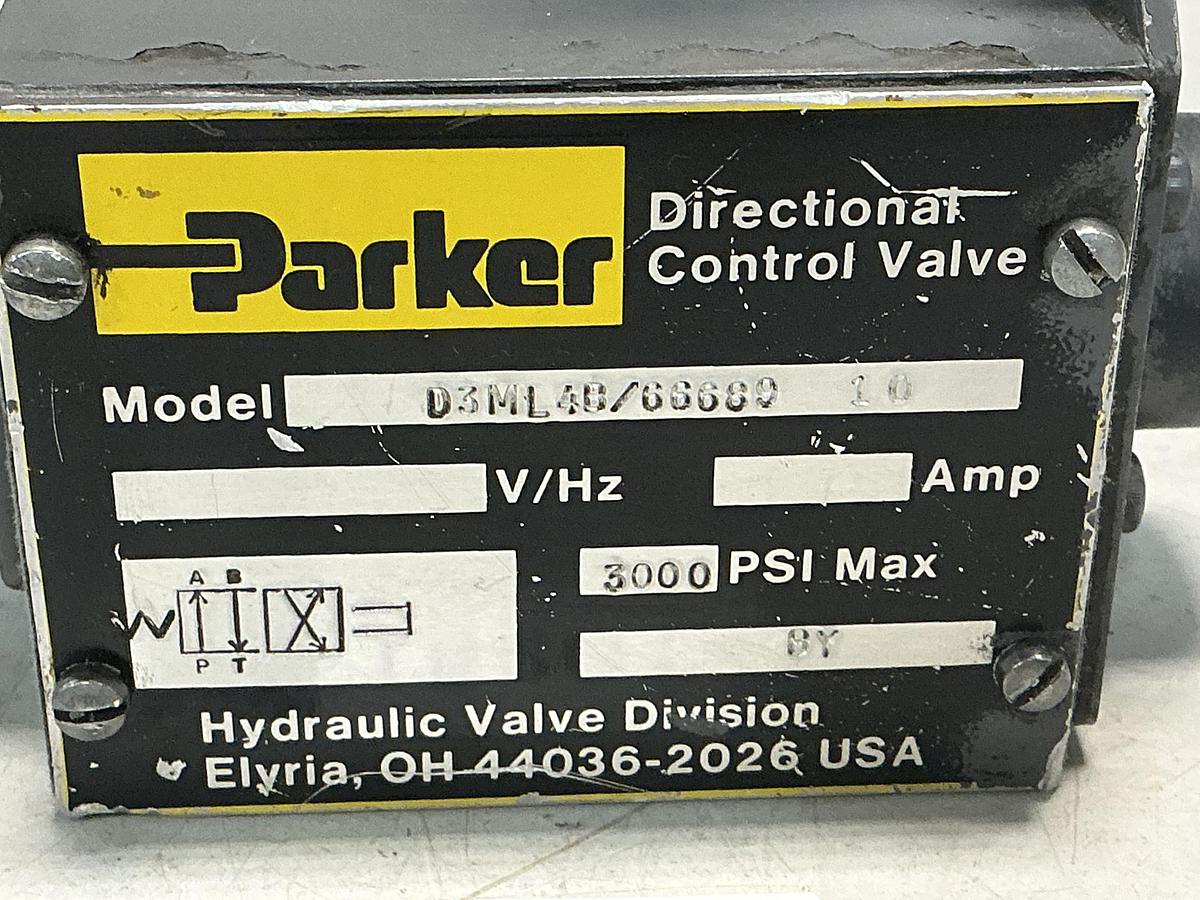 Parker
Directional
Control Valve
Model D3ML4B/66689 10
V/Hz
Amp
A B
P T
3000 PSI Max
BY
Hydraulic Valve Division
Elyria, OH 44036-2026 USA